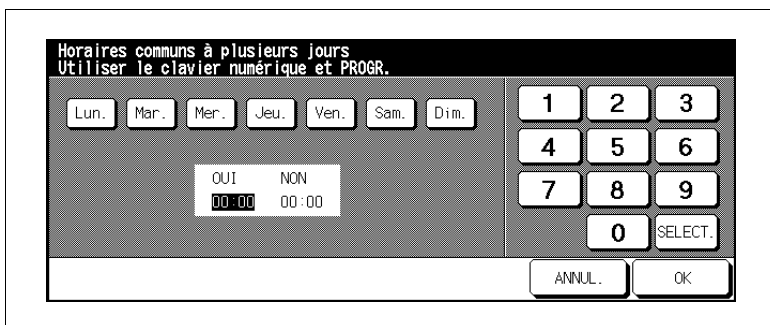 Horaires communs à plusieurs jours
Utiliser le clavier numérique et PROGR.
Lun. Mar. Mer. Jeu. Ven. Sam. Dim.
OUI NON
00:00 00:00
1 2 3
4 5 6
7 8 9
0 SELECT.
ANNUL. OK